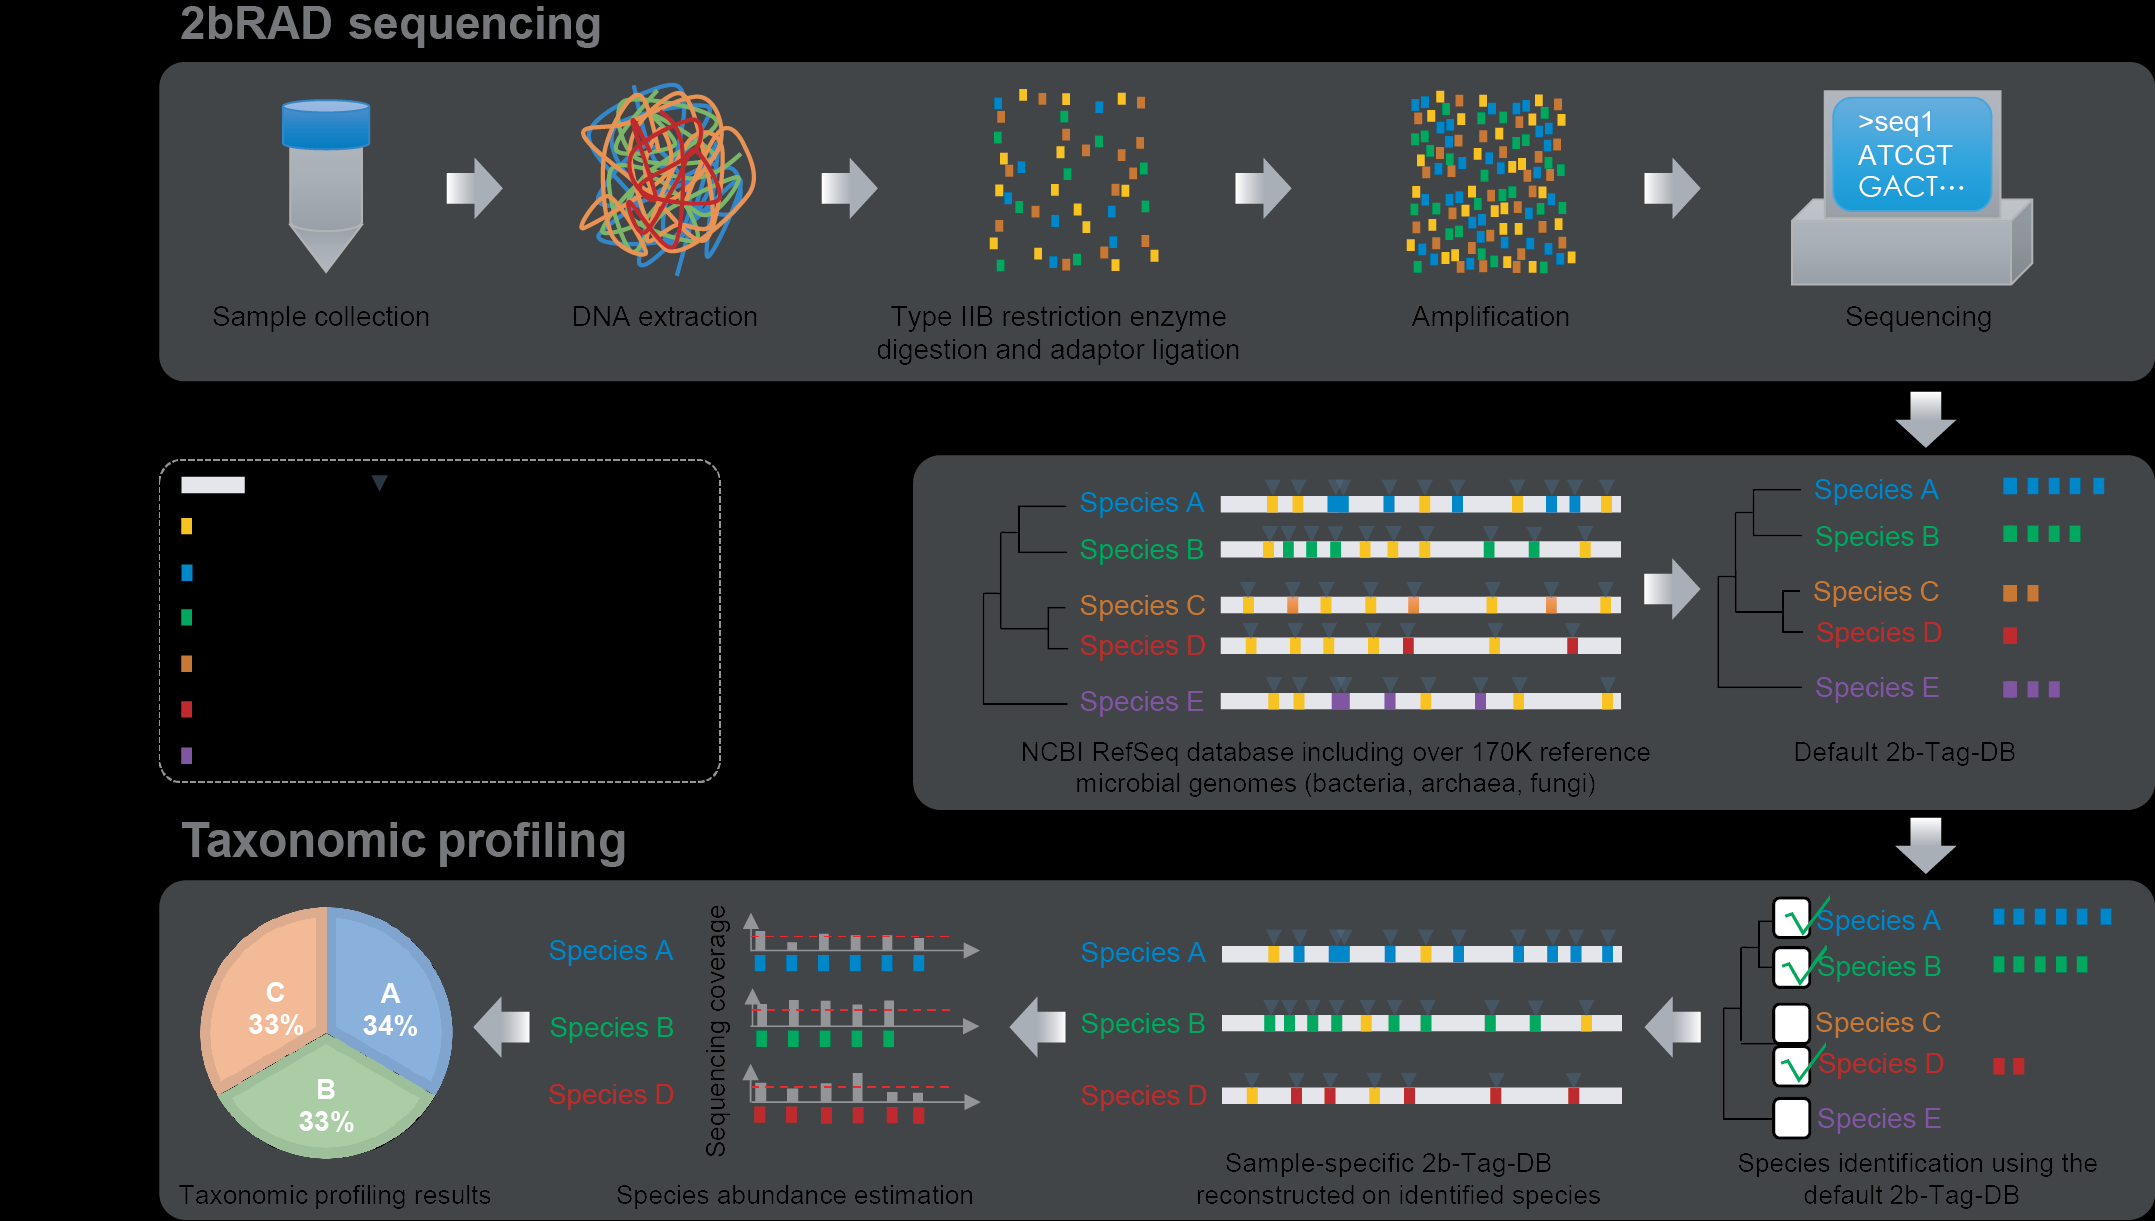 2bRAD sequencing
>seq1
ATCGT
GACT···
Sample collection
DNA extraction
Type IIB restriction enzyme
digestion and adaptor ligation
Amplification
Sequencing
Species A
Species B
Species C
Species D
Species E
NCBI RefSeq database including over 170K reference
microbial genomes (bacteria, archaea, fungi)
Species A
Species B
Species C
Species D
Species E
Default 2b-Tag-DB
Taxonomic profiling
C
33%
A
34%
B
33%
Taxonomic profiling results
Sequencing coverage
Species A
Species B
Species D
Species abundance estimation
Species A
Species B
Species D
Sample-specific 2b-Tag-DB
reconstructed on identified species
Species A
Species B
Species C
Species D
Species E
Species identification using the
default 2b-Tag-DB